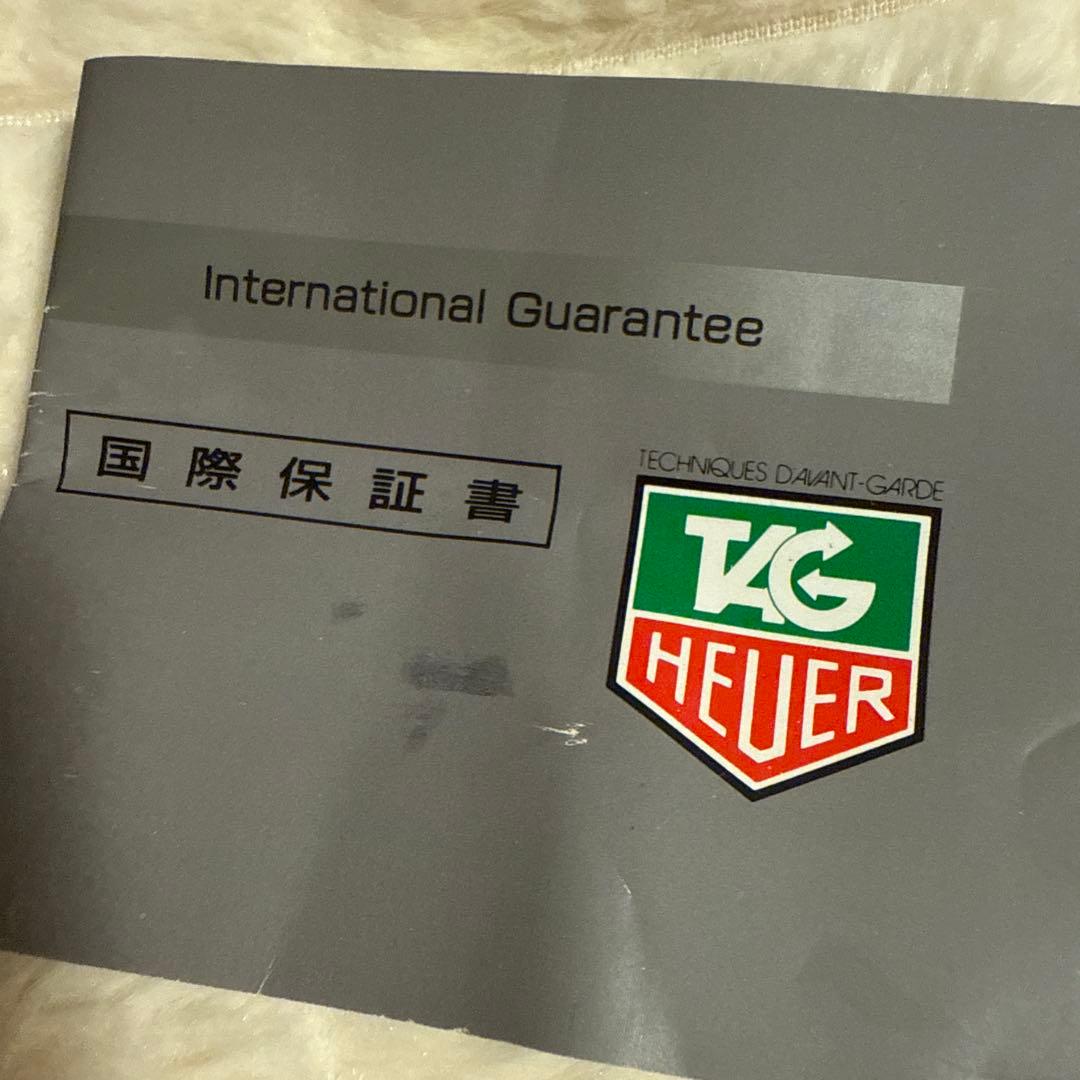 International Guarantee
国際保証書
TECHNIQUES D'AVANT-GARDE
TAG
HEUER